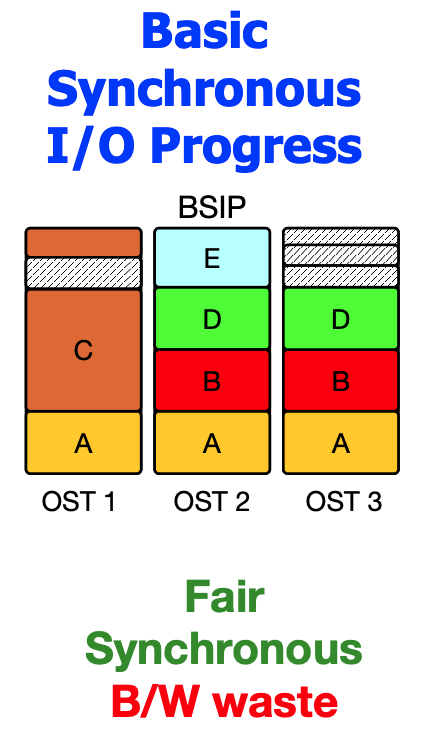 Basic
Synchronous
I/O Progress
BSIP
E
C
D
D
B
B
A
A
A
OST 1
OST 2
OST 3
Fair
Synchronous
B/W waste